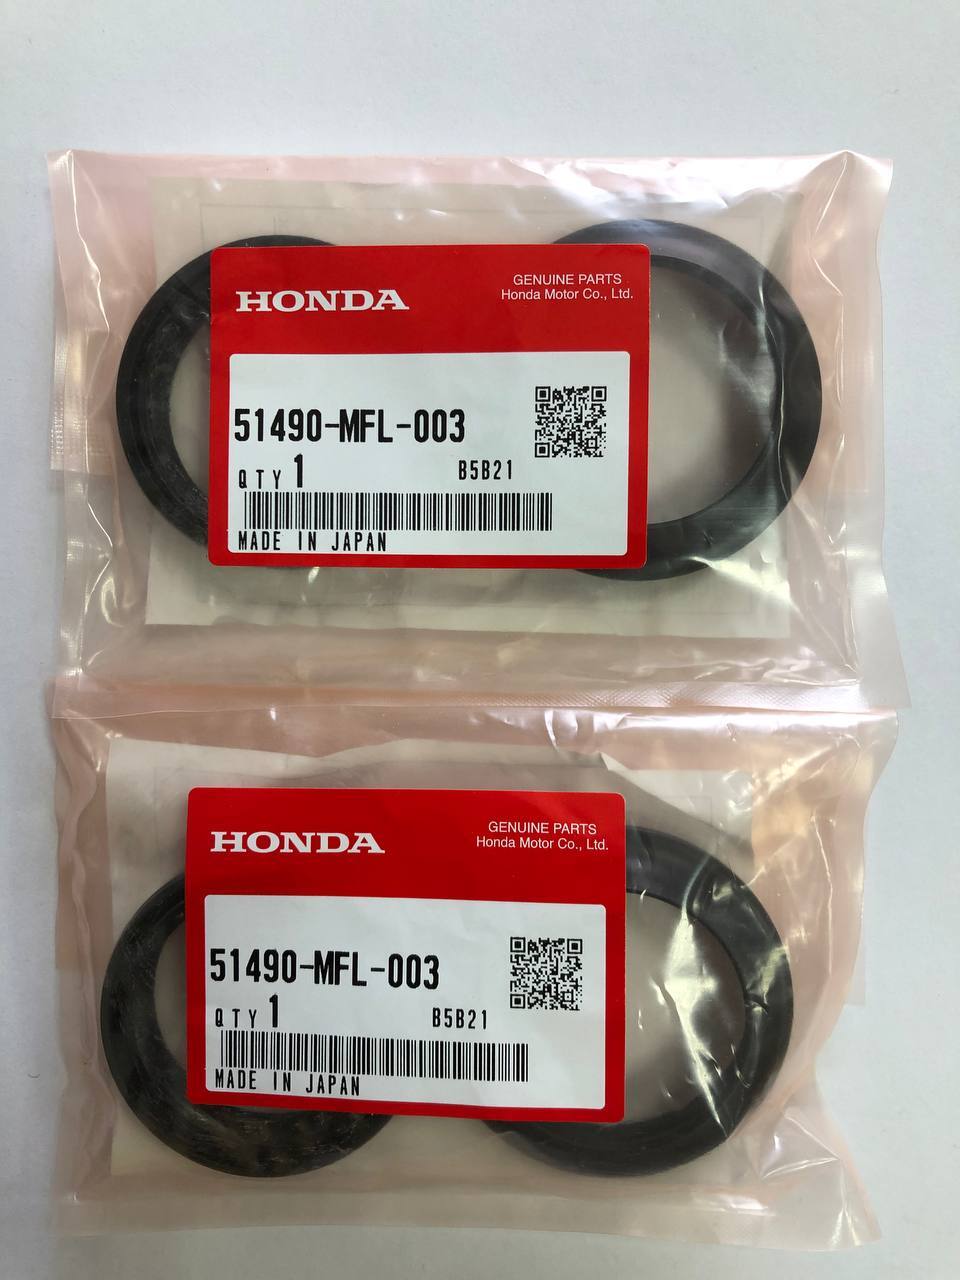 HONDA
GENUINE PARTS
Honda Motor Co., Ltd.
51490-MFL-003
QTY 1 B5B21
MADE IN JAPAN
HONDA
GENUINE PARTS
Honda Motor Co., Ltd.
51490-MFL-003
QTY 1 B5B21
MADE IN JAPAN